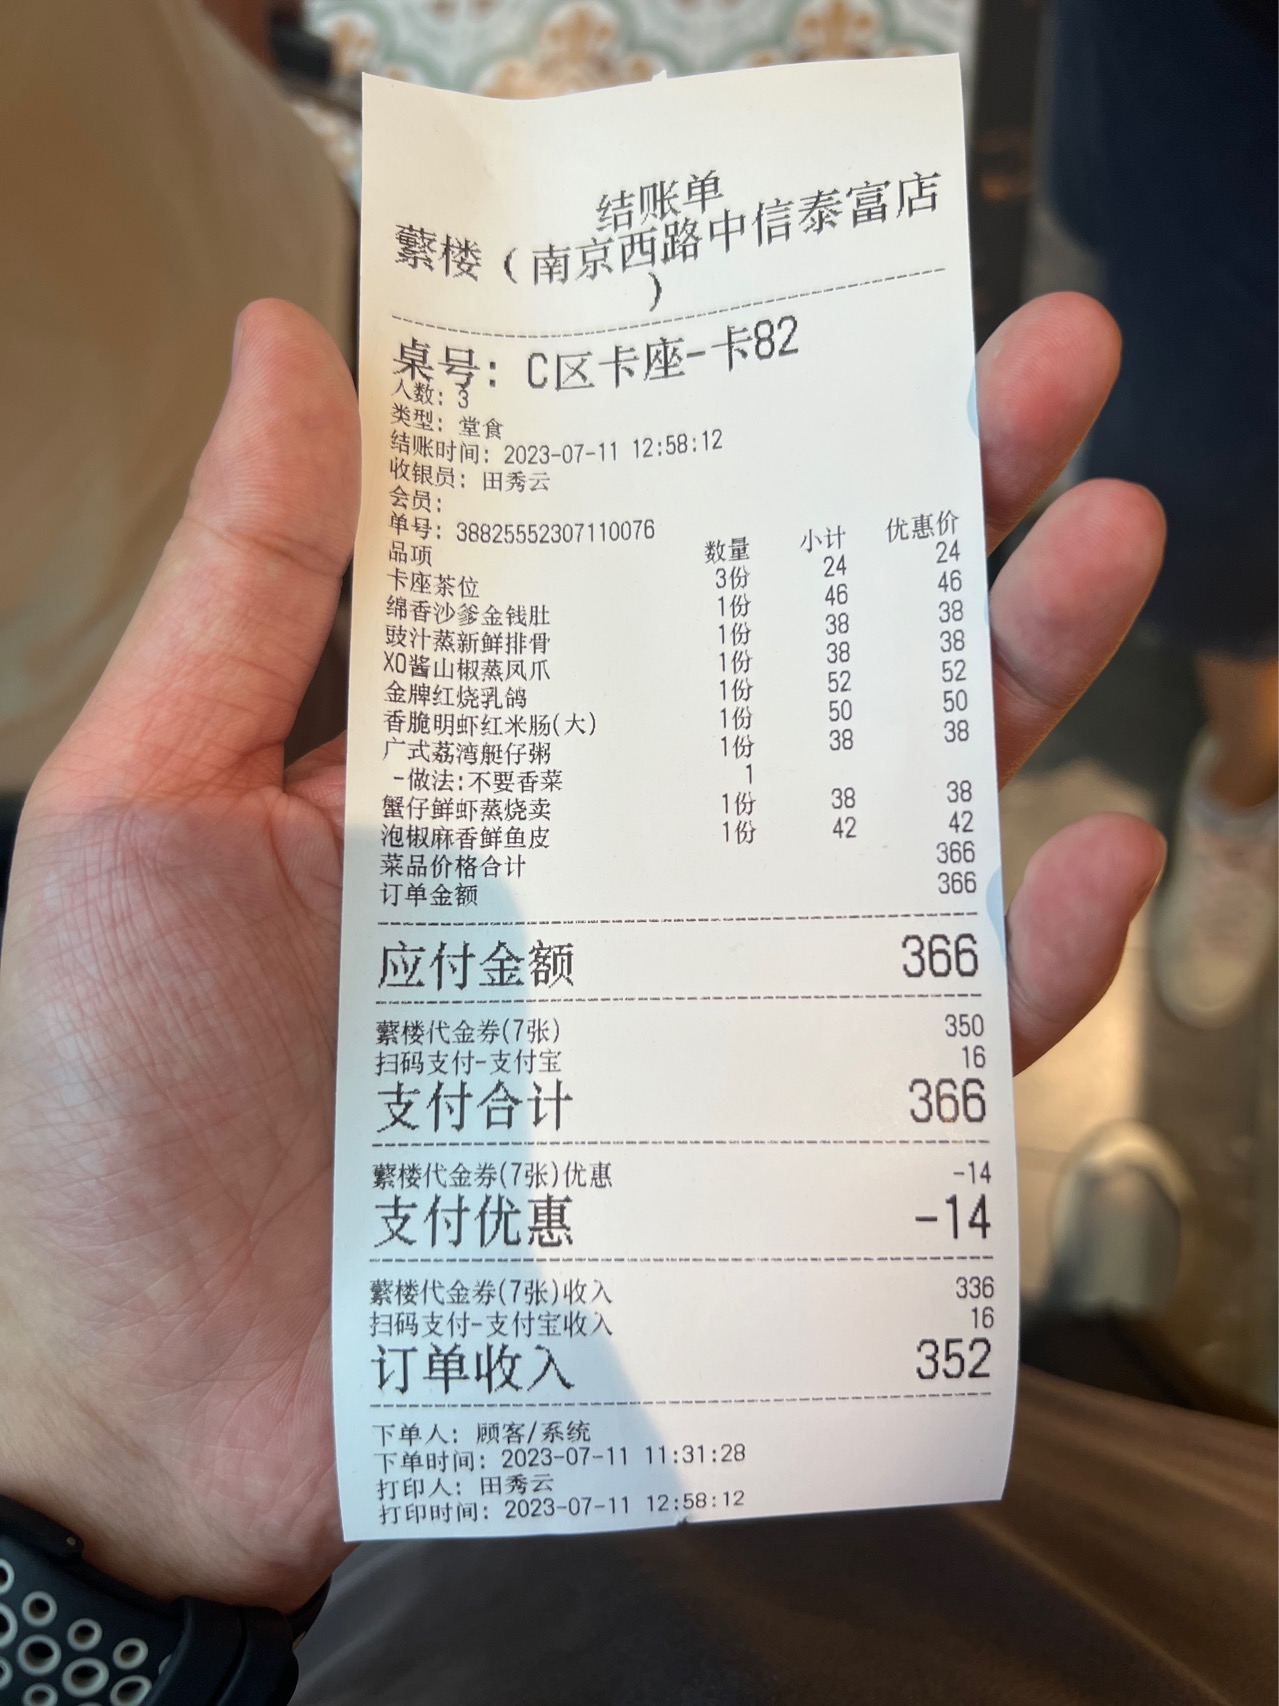 结账单
蘩楼（南京西路中信泰富店
）
桌号：C区卡座-卡82
人数：3
类型：堂食
结账时间：2023-07-11 12:58:12
收银员：田秀云
会员：
单号：38825552307110076
品项 数量 小计 优惠价
卡座茶位 3份 24 24
绵香沙爹金钱肚 1份 46 46
豉汁蒸新鲜排骨 1份 38 38
XO酱山椒蒸凤爪 1份 38 38
金牌红烧乳鸽 1份 52 52
香脆明虾红米肠(大) 1份 50 50
广式荔湾艇仔粥 1份 38 38
-做法:不要香菜 1
蟹仔鲜虾蒸烧卖 1份 38 38
泡椒麻香鲜鱼皮 1份 42 42
菜品价格合计 366
订单金额 366
应付金额 366
蘩楼代金券(7张) 350
扫码支付-支付宝 16
支付合计 366
蘩楼代金券(7张)优惠 -14
支付优惠 -14
蘩楼代金券(7张)收入 336
扫码支付-支付宝收入 16
订单收入 352
下单人：顾客/系统
下单时间：2023-07-11 11:31:28
打印人：田秀云
打印时间：2023-07-11 12:58:12